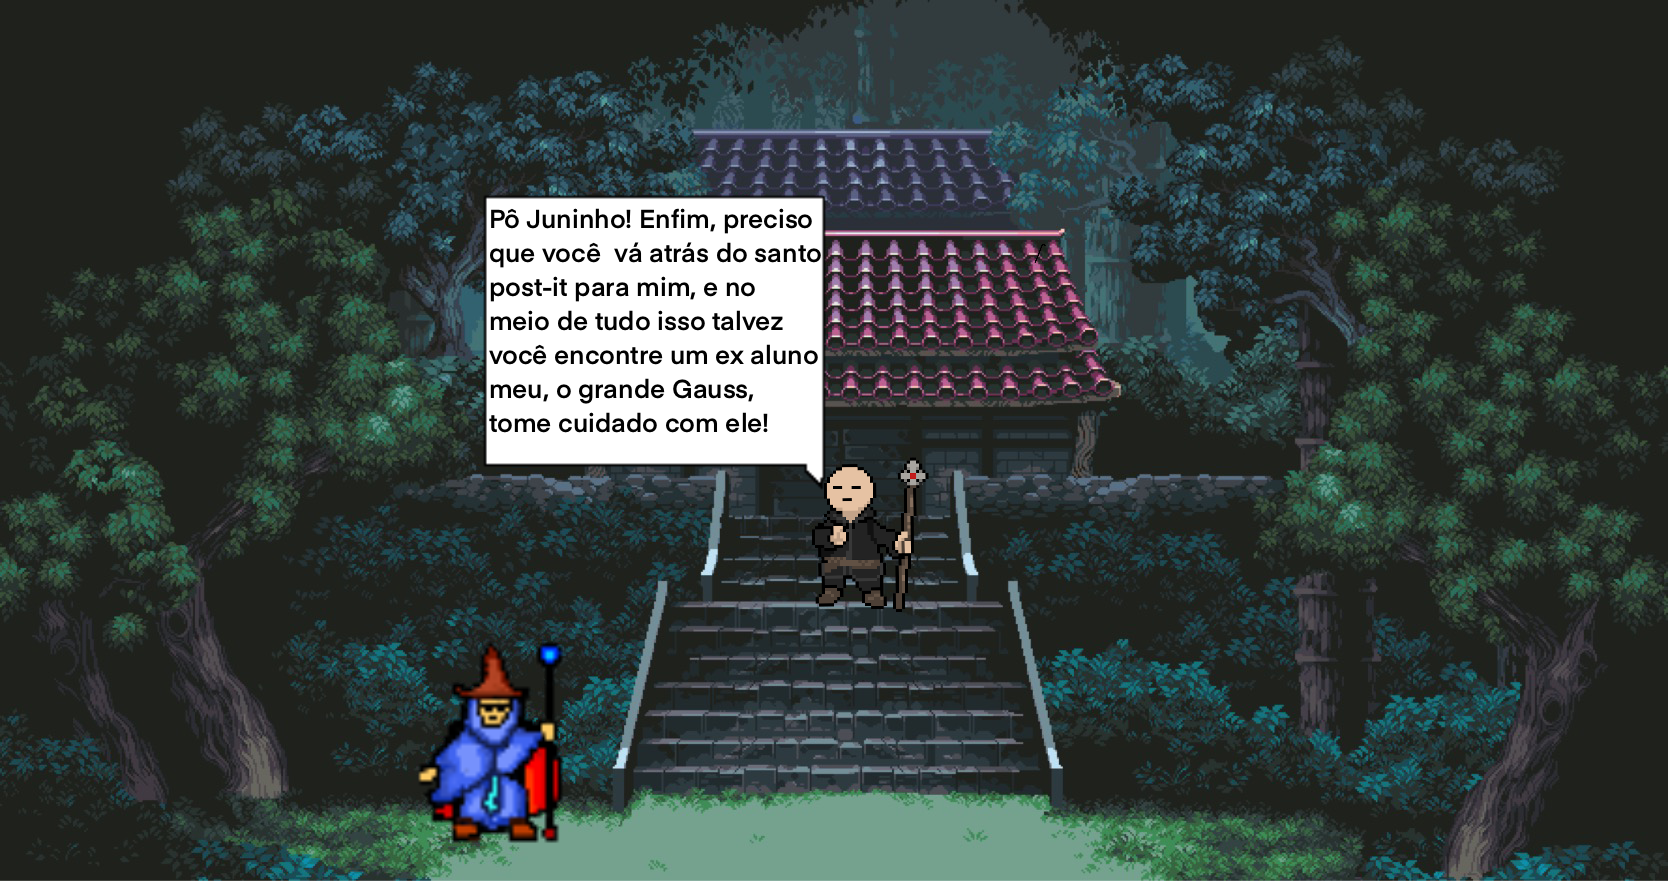 Pô Juninho! Enfim, preciso
que você  vá atrás do santo
post-it para mim, e no
meio de tudo isso talvez
você encontre um ex aluno
meu, o grande Gauss,
tome cuidado com ele!